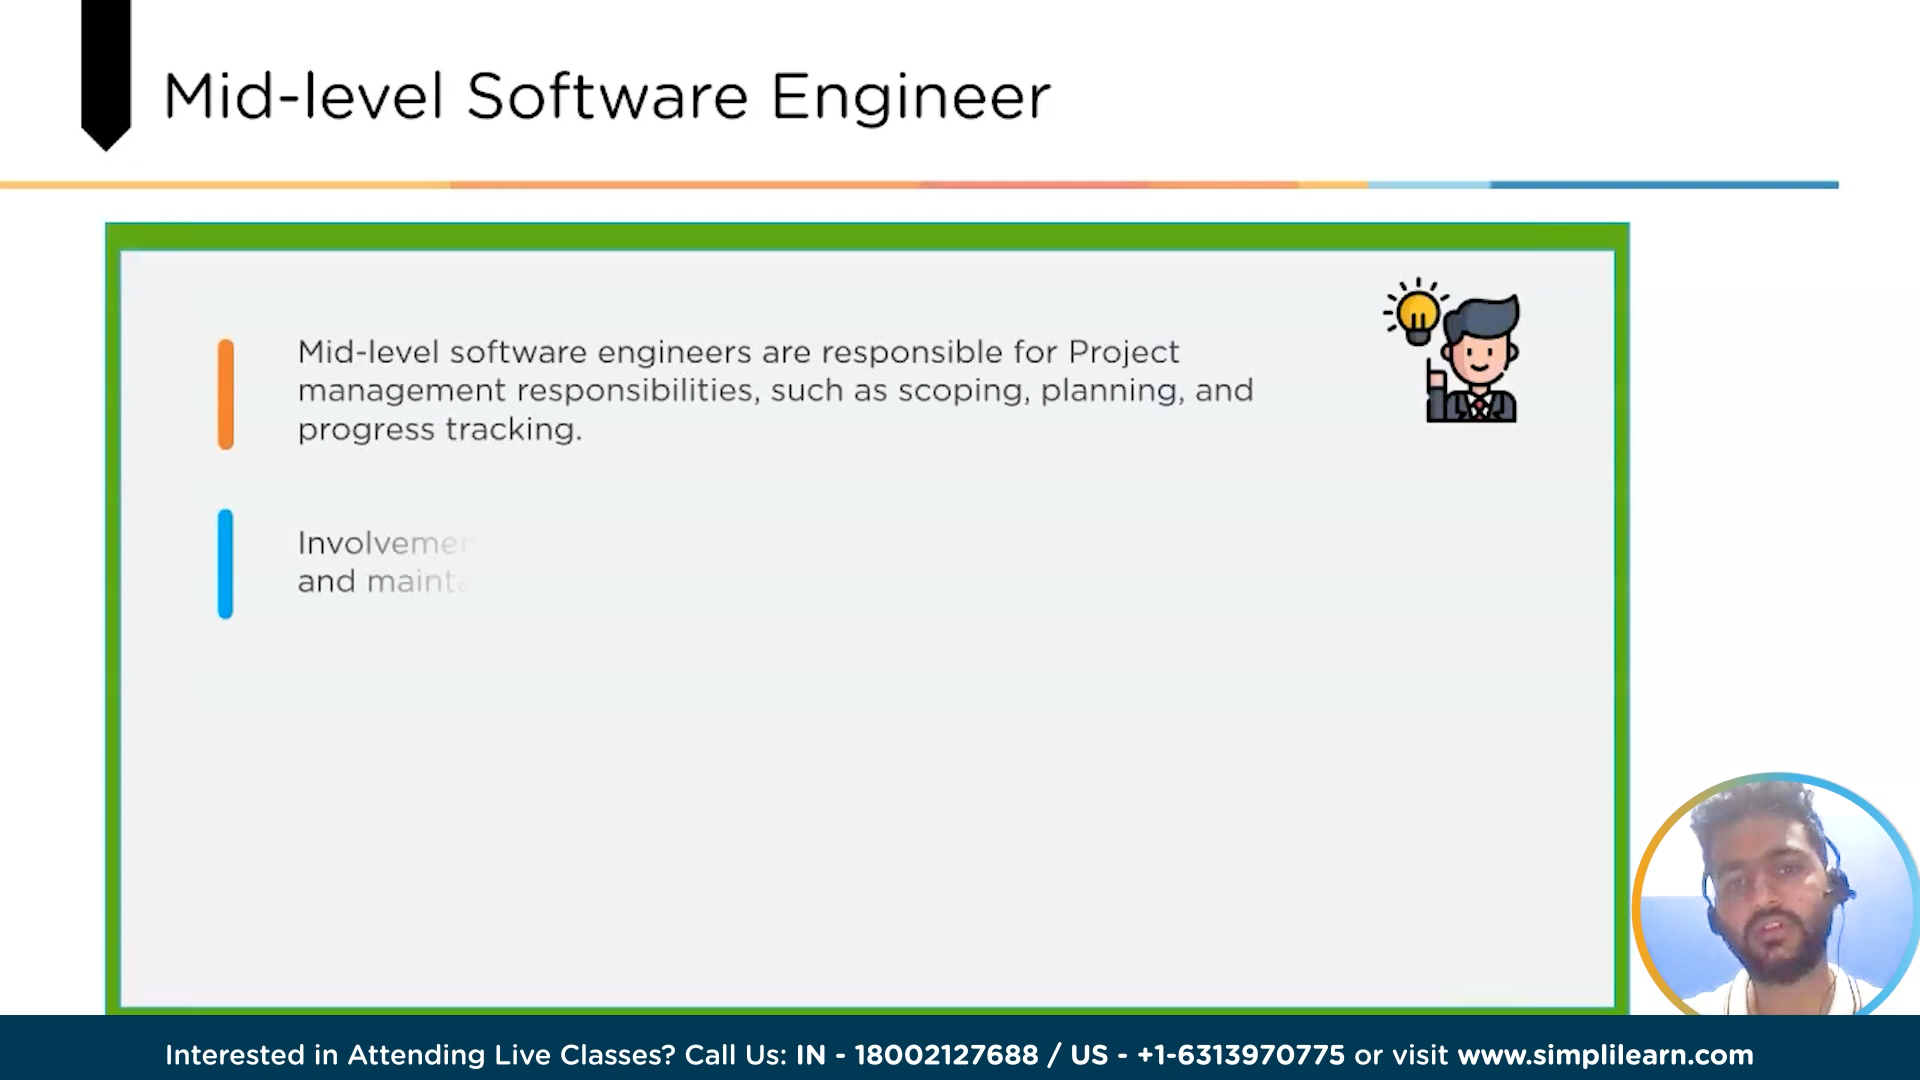 Mid-level Software Engineer
Mid-level software engineers are responsible for Project
management responsibilities, such as scoping, planning, and
progress tracking.
and
Interested in Attending Live Classes? Call Us: IN - 18002127688 / US - +1-6313970775 or visit www.simplilearn.com